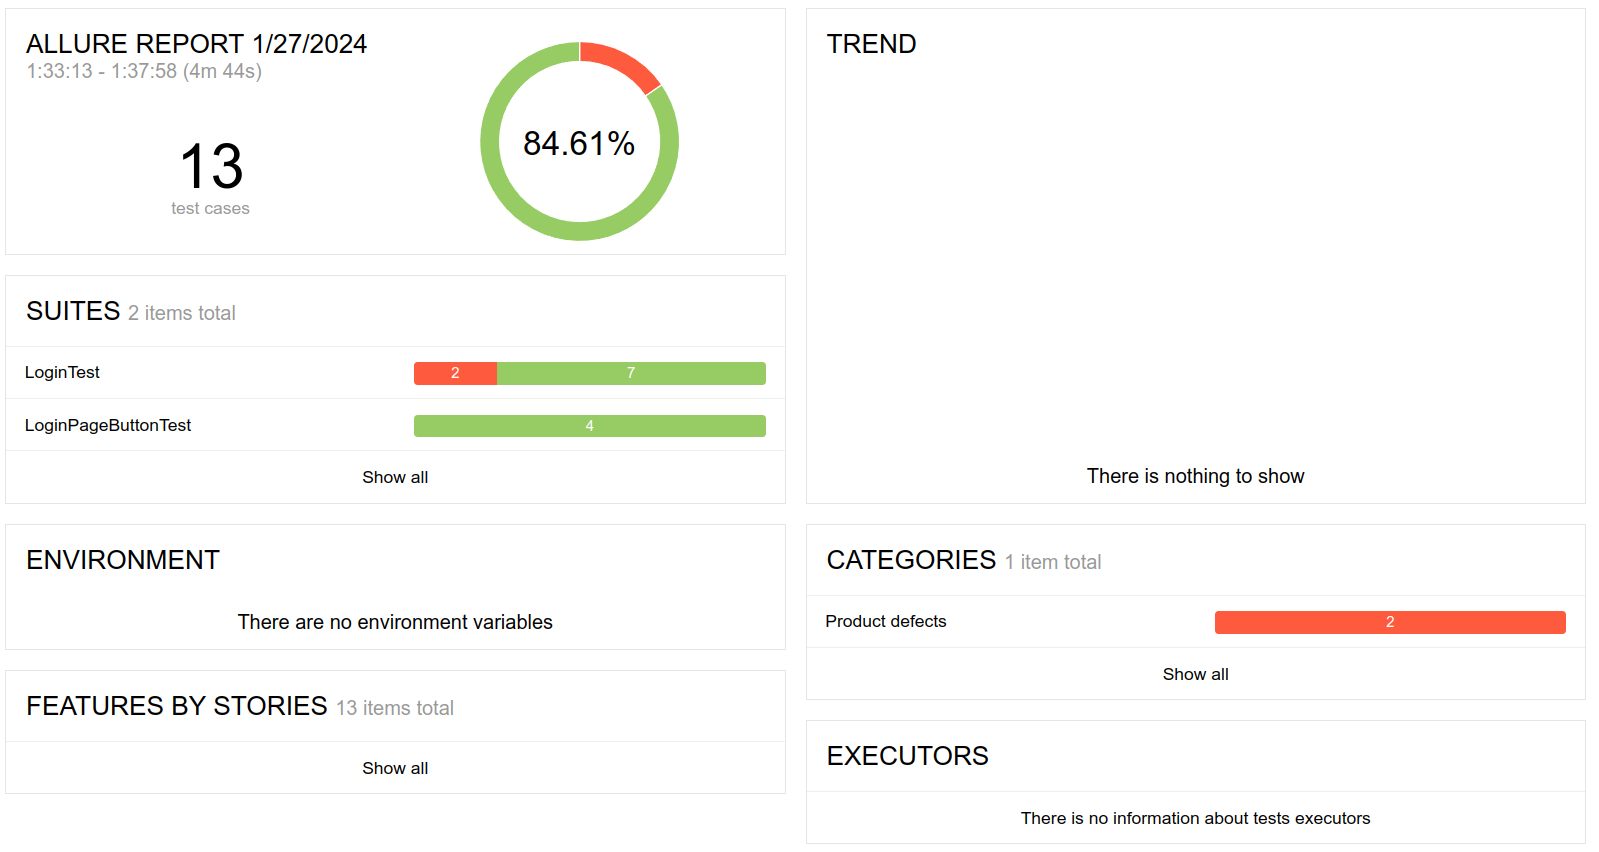 ALLURE REPORT 1/27/2024
1:33:13 - 1:37:58 (4m 44s)
13
test cases
84.61%
SUITES 2 items total
LoginTest
2 7
LoginPageButtonTest
4
Show all
ENVIRONMENT
There are no environment variables
FEATURES BY STORIES 13 items total
Show all
TREND
There is nothing to show
CATEGORIES 1 item total
Product defects
2
Show all
EXECUTORS
There is no information about tests executors